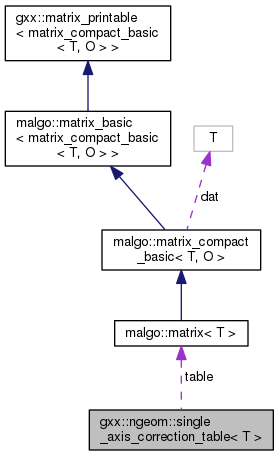 gxx::matrix_printable
< matrix_compact_basic
< T, O > >
malgo::matrix_basic
< matrix_compact_basic
< T, O > >
T
dat
malgo::matrix_compact
_basic< T, O >
malgo::matrix< T >
table
gxx::ngeom::single
_axis_correction_table< T >